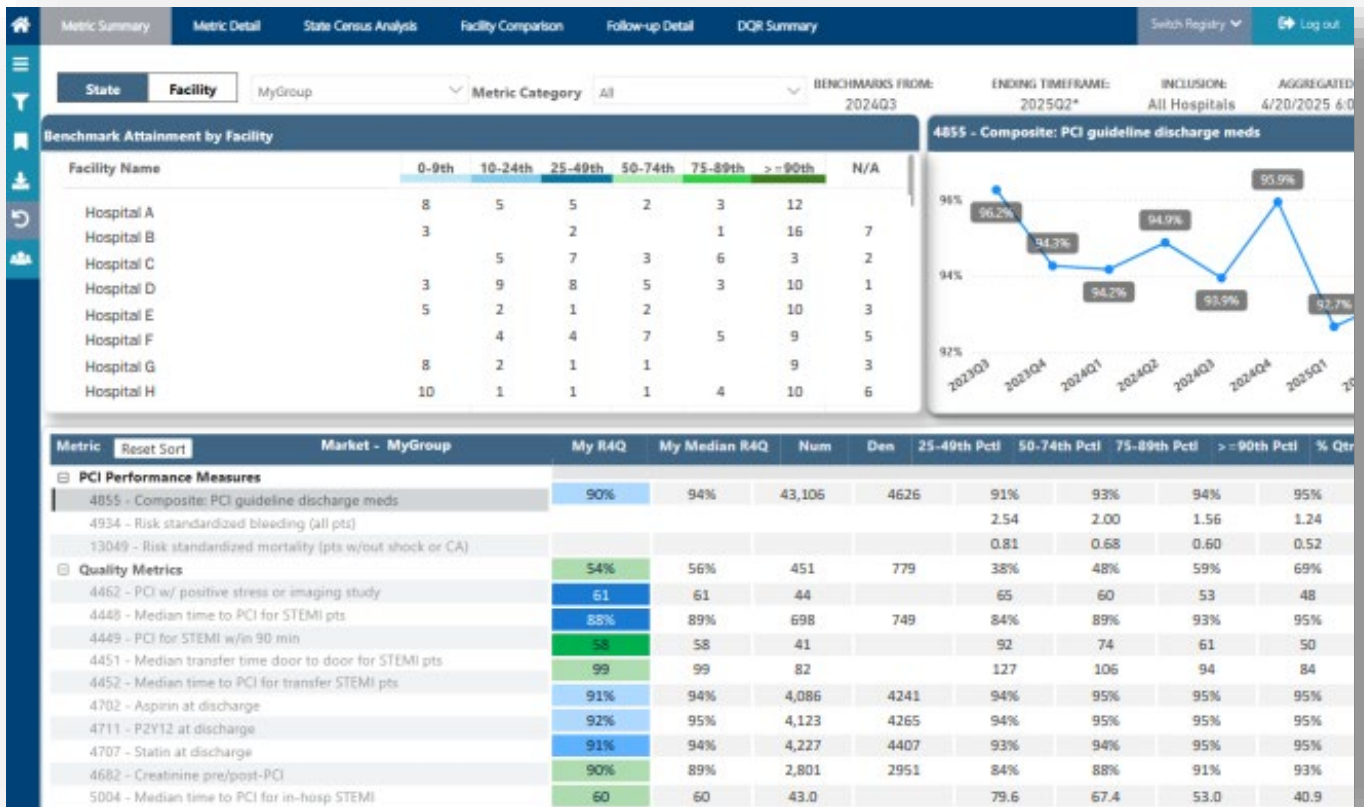 Metric Summary Metric Detail State Census Analysis Facility Comparison Follow-up Detail DQR Summary Switch Registry Log out
State Facility MyGroup Metric Category All
BENCHMARKS FROM: ENDING TIMEFRAME: INCLUSION: AGGREGATED
2024Q3 2025Q2* All Hospitals 4/20/2025 6:0
Benchmark Attainment by Facility
Facility Name 0-9th 10-24th 25-49th 50-74th 75-89th >=90th N/A
Hospital A 8 5 5 2 3 12
Hospital B 3 2 1 16 7
Hospital C 5 7 3 6 3 2
Hospital D 3 9 8 5 3 10 1
Hospital E 5 2 1 2 10 3
Hospital F 4 4 7 5 9 5
Hospital G 8 2 1 1 9 3
Hospital H 10 1 1 1 4 10 6
4855 - Composite: PCI guideline discharge meds
96%
94%
92%
96.2% 94.3% 94.2% 94.9% 93.9% 95.9% 92.7%
2023Q3 2023Q4 2024Q1 2024Q2 2024Q3 2024Q4 2025Q1 20
Metric Reset Sort Market - MyGroup My R4Q My Median R4Q Num Den 25-49th Pctl 50-74th Pctl 75-89th Pctl >=90th Pctl % Qtr
PCI Performance Measures
4855 - Composite: PCI guideline discharge meds 90% 94% 43,106 4626 91% 93% 94% 95%
4934 - Risk standardized bleeding (all pts) 2.54 2.00 1.56 1.24
13049 - Risk standardized mortality (pts w/out shock or CA) 0.81 0.68 0.60 0.52
Quality Metrics 54% 56% 451 779 38% 48% 59% 69%
4462 - PCI w/ positive stress or imaging study 61 61 44 65 60 53 48
4448 - Median time to PCI for STEMI pts 88% 89% 698 749 84% 89% 93% 95%
4449 - PCI for STEMI w/in 90 min 58 58 41 92 74 61 50
4451 - Median transfer time door to door for STEMI pts 99 99 82 127 106 94 84
4452 - Median time to PCI for transfer STEMI pts
4702 - Aspirin at discharge 91% 94% 4,086 4241 94% 95% 95% 95%
4711 - P2Y12 at discharge 92% 95% 4,123 4265 94% 95% 95% 95%
4707 - Statin at discharge 91% 94% 4,227 4407 93% 94% 95% 95%
4682 - Creatinine pre/post-PCI 90% 89% 2,801 2951 84% 88% 91% 93%
5004 - Median time to PCI for in-hosp STEMI 60 60 43.0 79.6 67.4 53.0 40.9